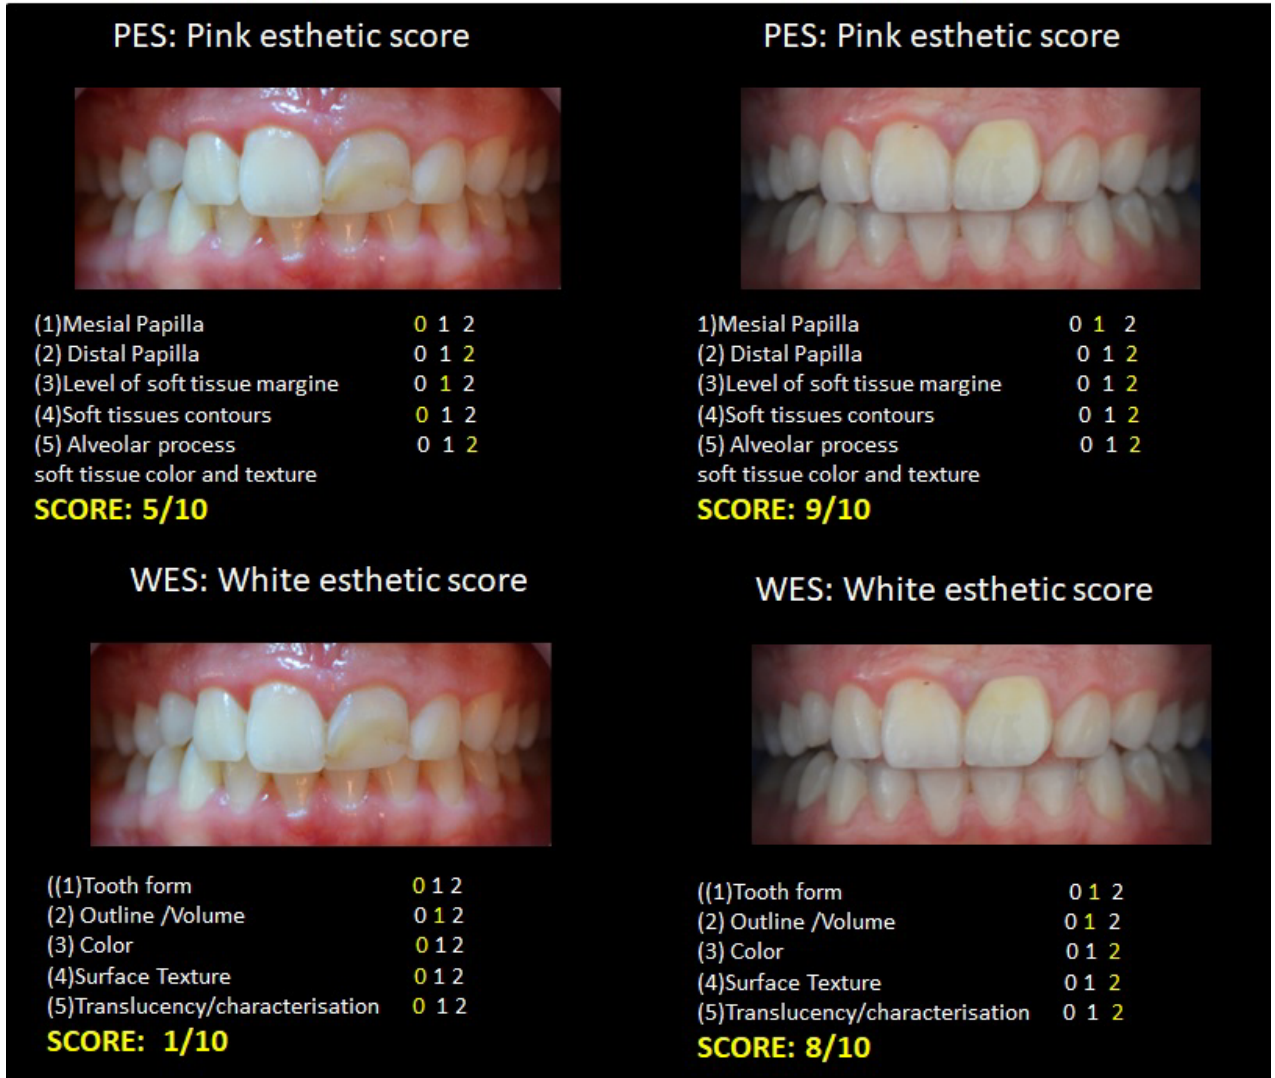 PES: Pink esthetic score
(1)Mesial Papilla 0 1 2
(2) Distal Papilla 0 1 2
(3)Level of soft tissue margine 0 1 2
(4)Soft tissues contours 0 1 2
(5) Alveolar process 0 1 2
soft tissue color and texture
SCORE: 5/10
WES: White esthetic score
((1)Tooth form 0 1 2
(2) Outline /Volume 0 1 2
(3) Color 0 1 2
(4)Surface Texture 0 1 2
(5)Translucency/characterisation 0 1 2
SCORE: 1/10
PES: Pink esthetic score
1)Mesial Papilla 0 1 2
(2) Distal Papilla 0 1 2
(3)Level of soft tissue margine 0 1 2
(4)Soft tissues contours 0 1 2
(5) Alveolar process 0 1 2
soft tissue color and texture
SCORE: 9/10
WES: White esthetic score
((1)Tooth form 0 1 2
(2) Outline /Volume 0 1 2
(3) Color 0 1 2
(4)Surface Texture 0 1 2
(5)Translucency/characterisation 0 1 2
SCORE: 8/10